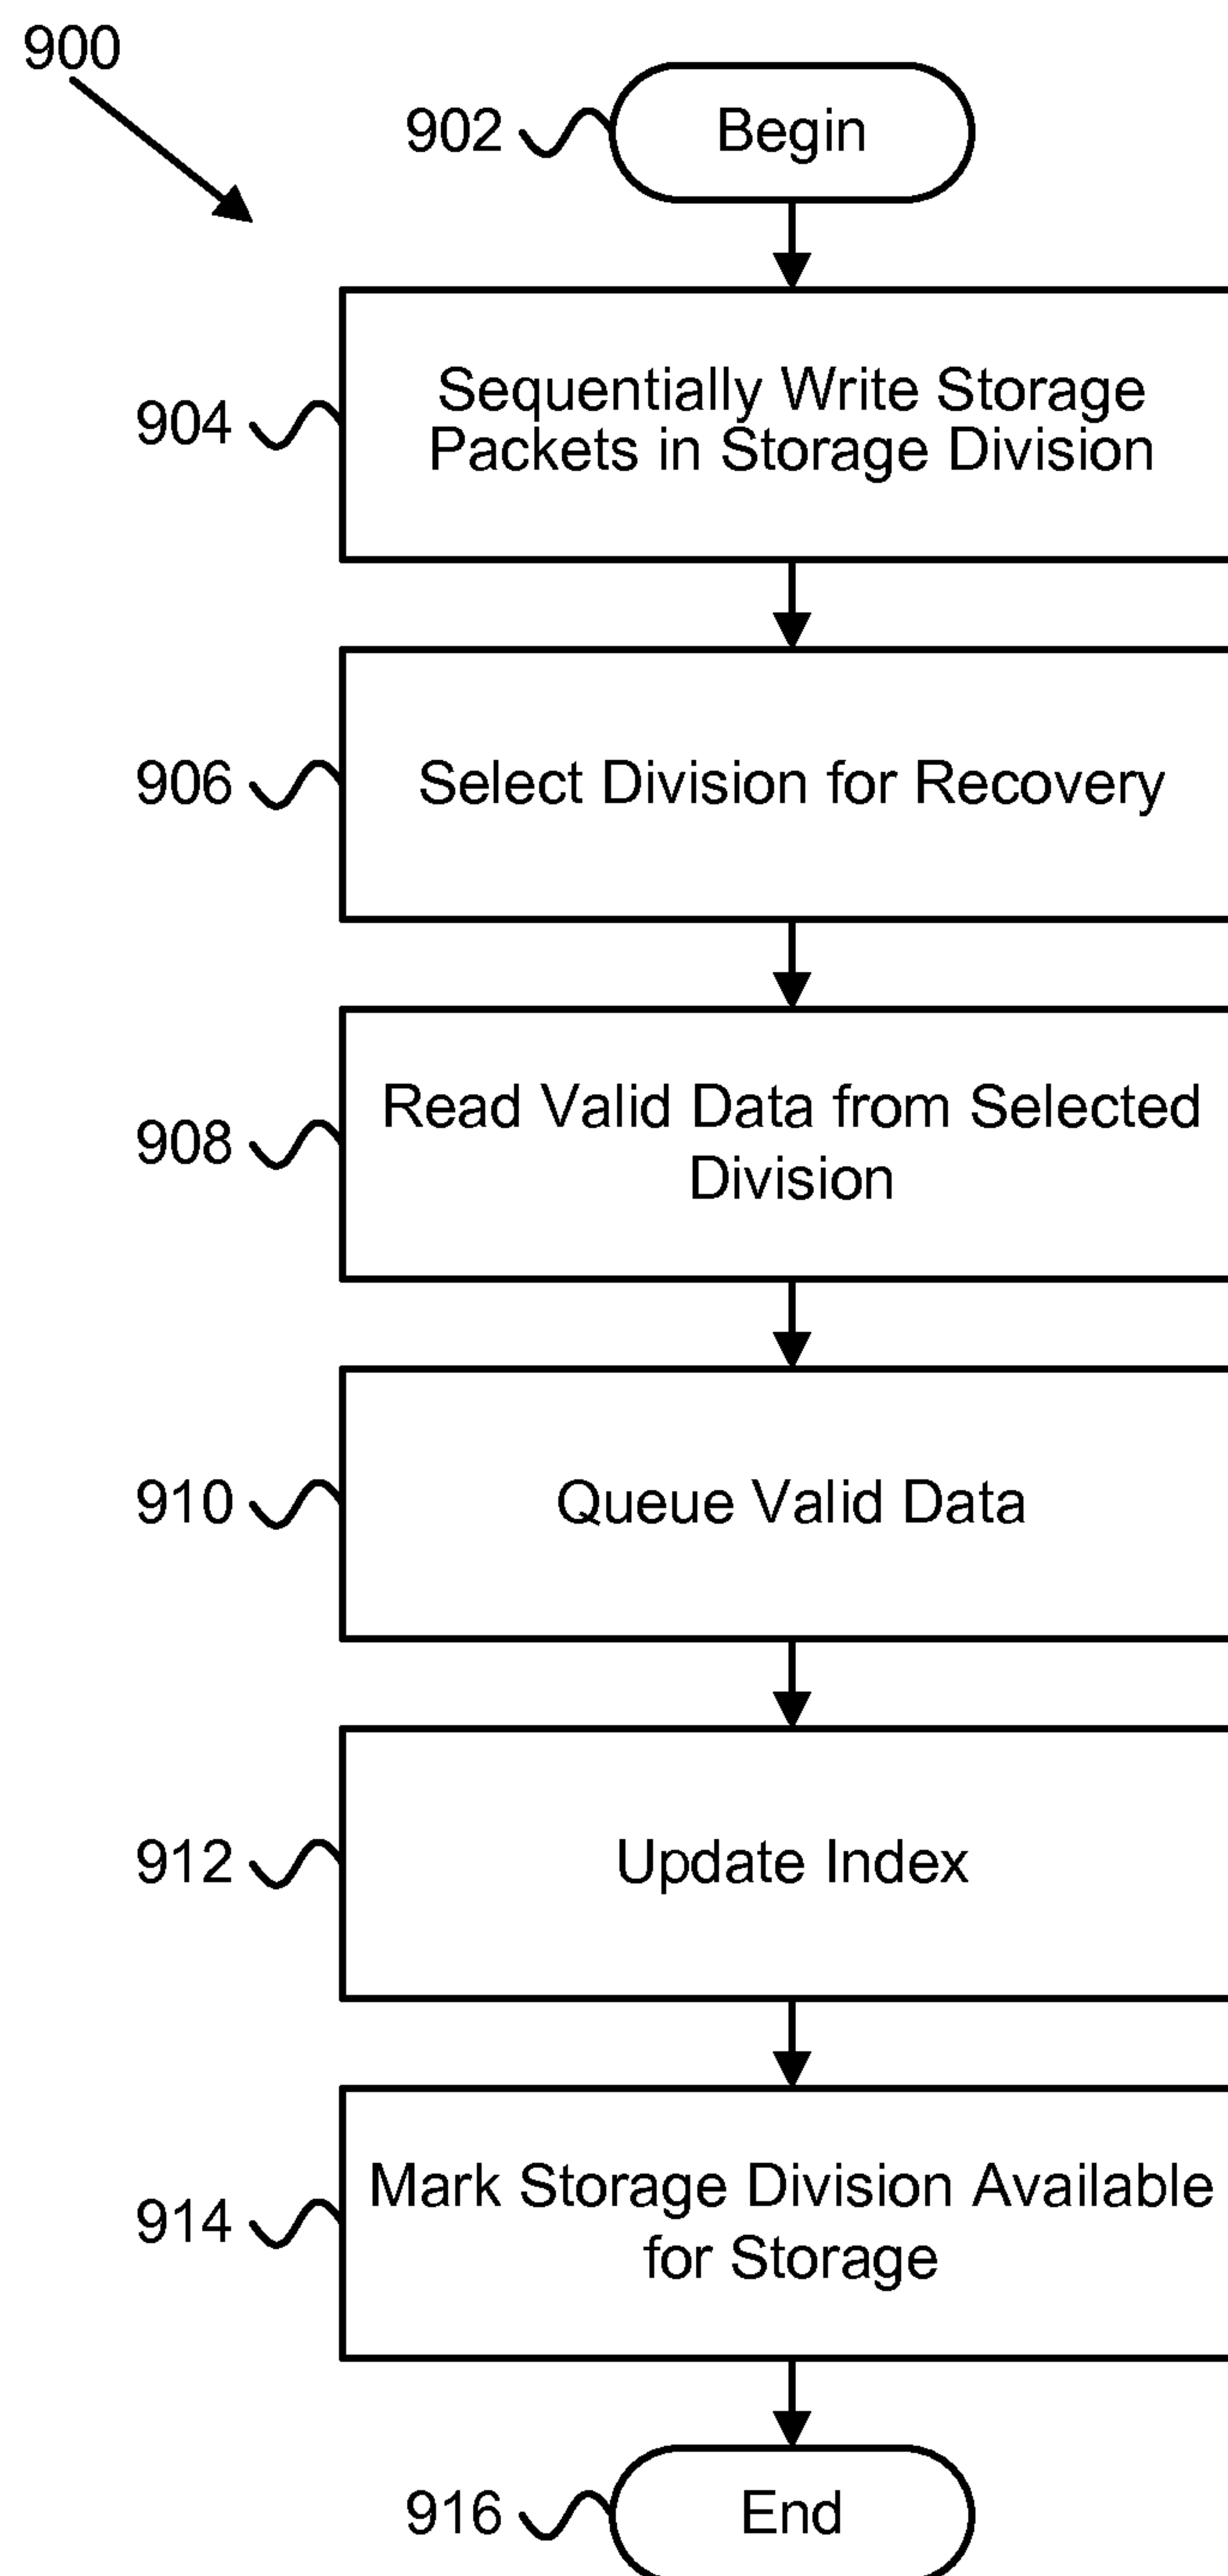 900
902
Begin
904
Sequentially Write Storage
Packets in Storage Division
906
Select Division for Recovery
908
Read Valid Data from Selected
Division
910
Queue Valid Data
912
Update Index
914
Mark Storage Division Available
for Storage
916
End